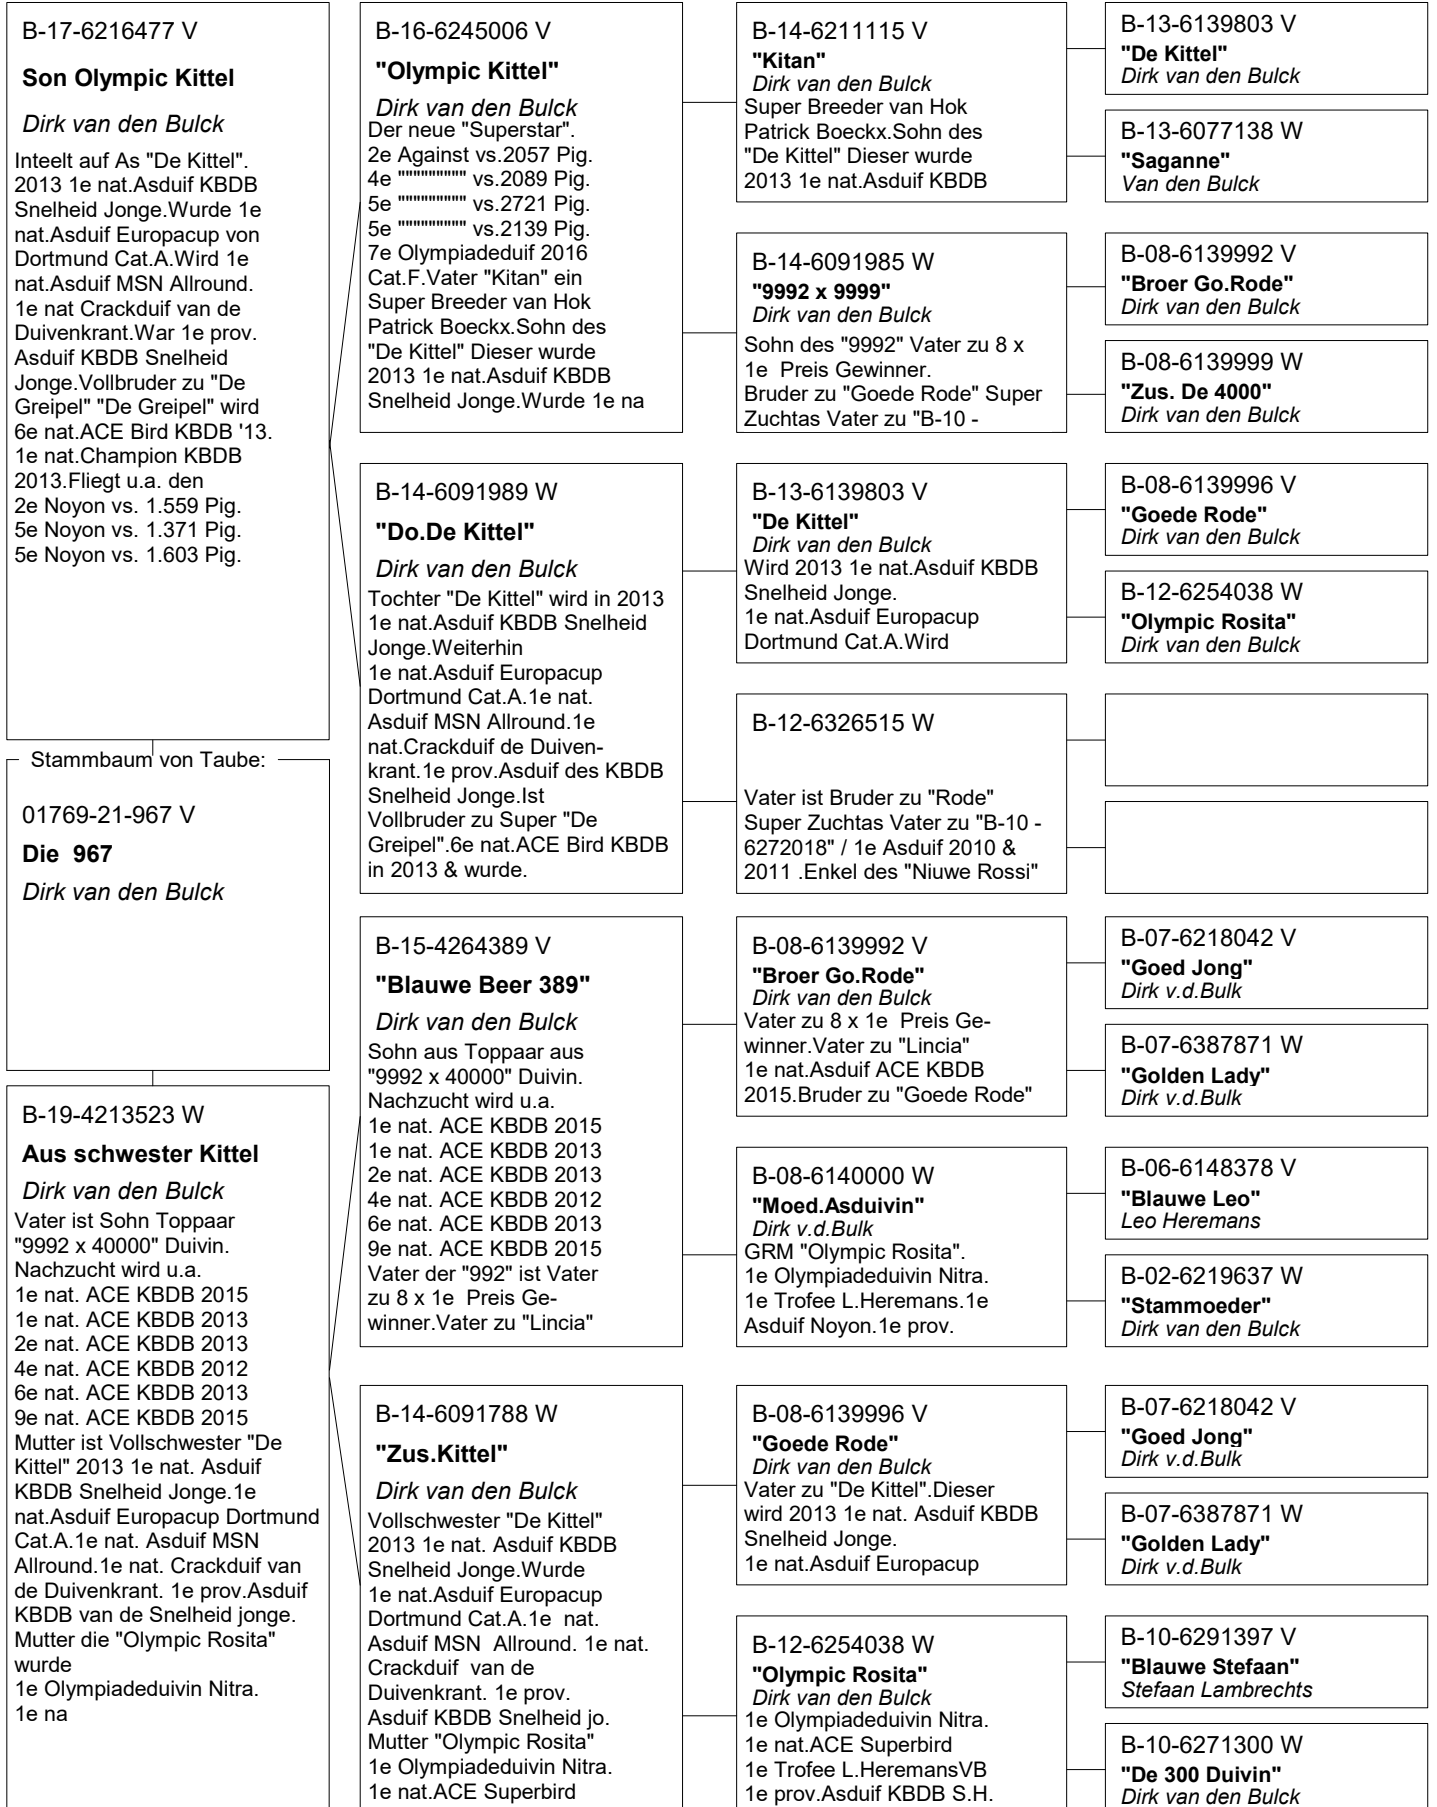 B-17-6216477 V
Son Olympic Kittel
Dirk van den Bulck
Inteelt auf As "De Kittel".
2013 1e nat.Asduif KBDB
Snelheid Jonge.Wurde 1e
nat.Asduif Europacup von
Dortmund Cat.A.Wird 1e
nat.Asduif MSN Allround.
1e nat Crackduif van de
Duivenkrant.War 1e prov.
Asduif KBDB Snelheid
Jonge.Vollbruder zu "De
Greipel" "De Greipel" wird
6e nat.ACE Bird KBDB '13.
1e nat.Champion KBDB
2013.Fliegt u.a. den
2e Noyon vs. 1.559 Pig.
5e Noyon vs. 1.371 Pig.
5e Noyon vs. 1.603 Pig.
Stammbaum von Taube:
01769-21-967 V
Die  967
Dirk van den Bulck
B-19-4213523 W
Aus schwester Kittel
Dirk van den Bulck
Vater ist Sohn Toppaar
"9992 x 40000" Duivin.
Nachzucht wird u.a.
1e nat. ACE KBDB 2015
1e nat. ACE KBDB 2013
2e nat. ACE KBDB 2013
4e nat. ACE KBDB 2012
6e nat. ACE KBDB 2013
9e nat. ACE KBDB 2015
Mutter ist Vollschwester "De
Kittel" 2013 1e nat. Asduif
KBDB Snelheid Jonge.1e
nat.Asduif Europacup Dortmund
Cat.A.1e nat. Asduif MSN
Allround.1e nat. Crackduif van
de Duivenkrant. 1e prov.Asduif
KBDB van de Snelheid jonge.
Mutter die "Olympic Rosita"
wurde
1e Olympiadeduivin Nitra.
1e na
B-16-6245006 V
"Olympic Kittel"
Dirk van den Bulck
Der neue "Superstar".
2e Against vs.2057 Pig.
4e """"""""" vs.2089 Pig.
5e """"""""" vs.2721 Pig.
5e """"""""" vs.2139 Pig.
7e Olympiadeduif 2016
Cat.F.Vater "Kitan" ein
Super Breeder van Hok
Patrick Boeckx.Sohn des
"De Kittel" Dieser wurde
2013 1e nat.Asduif KBDB
Snelheid Jonge.Wurde 1e na
B-14-6091989 W
"Do.De Kittel"
Dirk van den Bulck
Tochter "De Kittel" wird in 2013
1e nat.Asduif KBDB Snelheid
Jonge.Weiterhin
1e nat.Asduif Europacup
Dortmund Cat.A.1e nat.
Asduif MSN Allround.1e
nat.Crackduif de Duiven-
krant.1e prov.Asduif des KBDB
Snelheid Jonge.Ist
Vollbruder zu Super "De
Greipel".6e nat.ACE Bird KBDB
in 2013 & wurde.
B-15-4264389 V
"Blauwe Beer 389"
Dirk van den Bulck
Sohn aus Toppaar aus
"9992 x 40000" Duivin.
Nachzucht wird u.a.
1e nat. ACE KBDB 2015
1e nat. ACE KBDB 2013
2e nat. ACE KBDB 2013
4e nat. ACE KBDB 2012
6e nat. ACE KBDB 2013
9e nat. ACE KBDB 2015
Vater der "992" ist Vater
zu 8 x 1e  Preis Ge-
winner.Vater zu "Lincia"
B-14-6091788 W
"Zus.Kittel"
Dirk van den Bulck
Vollschwester "De Kittel"
2013 1e nat. Asduif KBDB
Snelheid Jonge.Wurde
1e nat.Asduif Europacup
Dortmund Cat.A.1e  nat.
Asduif MSN  Allround. 1e nat.
Crackduif  van de
Duivenkrant. 1e prov.
Asduif KBDB Snelheid jo.
Mutter "Olympic Rosita"
1e Olympiadeduivin Nitra.
1e nat.ACE Superbird
B-14-6211115 V
"Kitan"
Dirk van den Bulck
Super Breeder van Hok
Patrick Boeckx.Sohn des
"De Kittel" Dieser wurde
2013 1e nat.Asduif KBDB
B-14-6091985 W
"9992 x 9999"
Dirk van den Bulck
Sohn des "9992" Vater zu 8 x
1e  Preis Gewinner.
Bruder zu "Goede Rode" Super
Zuchtas Vater zu "B-10 -
B-13-6139803 V
"De Kittel"
Dirk van den Bulck
Wird 2013 1e nat.Asduif KBDB
Snelheid Jonge.
1e nat.Asduif Europacup
Dortmund Cat.A.Wird
B-12-6326515 W
Vater ist Bruder zu "Rode"
Super Zuchtas Vater zu "B-10 -
6272018" / 1e Asduif 2010 &
2011 .Enkel des "Niuwe Rossi"
B-08-6139992 V
"Broer Go.Rode"
Dirk van den Bulck
Vater zu 8 x 1e  Preis Ge-
winner.Vater zu "Lincia"
1e nat.Asduif ACE KBDB
2015.Bruder zu "Goede Rode"
B-08-6140000 W
"Moed.Asduivin"
Dirk v.d.Bulk
GRM "Olympic Rosita".
1e Olympiadeduivin Nitra.
1e Trofee L.Heremans.1e
Asduif Noyon.1e prov.
B-08-6139996 V
"Goede Rode"
Dirk van den Bulck
Vater zu "De Kittel".Dieser
wird 2013 1e nat. Asduif KBDB
Snelheid Jonge.
1e nat.Asduif Europacup
B-12-6254038 W
"Olympic Rosita"
Dirk van den Bulck
1e Olympiadeduivin Nitra.
1e nat.ACE Superbird
1e Trofee L.HeremansVB
1e prov.Asduif KBDB S.H.
B-13-6139803 V
"De Kittel"
Dirk van den Bulck
B-13-6077138 W
"Saganne"
Van den Bulck
B-08-6139992 V
"Broer Go.Rode"
Dirk van den Bulck
B-08-6139999 W
"Zus. De 4000"
Dirk van den Bulck
B-08-6139996 V
"Goede Rode"
Dirk van den Bulck
B-12-6254038 W
"Olympic Rosita"
Dirk van den Bulck
B-07-6218042 V
"Goed Jong"
Dirk v.d.Bulk
B-07-6387871 W
"Golden Lady"
Dirk v.d.Bulk
B-06-6148378 V
"Blauwe Leo"
Leo Heremans
B-02-6219637 W
"Stammoeder"
Dirk van den Bulck
B-07-6218042 V
"Goed Jong"
Dirk v.d.Bulk
B-07-6387871 W
"Golden Lady"
Dirk v.d.Bulk
B-10-6291397 V
"Blauwe Stefaan"
Stefaan Lambrechts
B-10-6271300 W
"De 300 Duivin"
Dirk van den Bulck